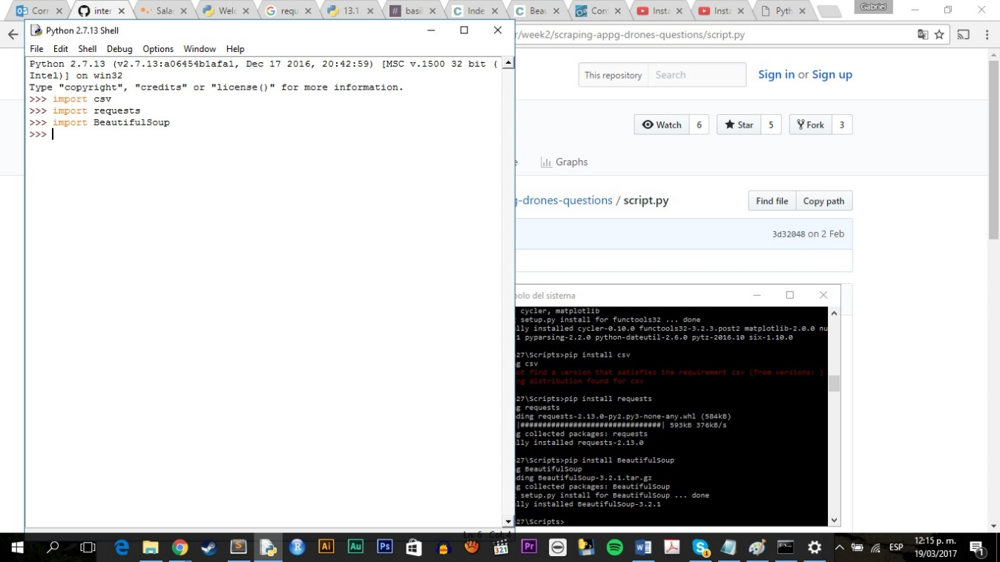 Corr
inter
Salar
Welc
requ
13.1.
basi
Inde
Beau
Con
Insta
Insta
Pyth
Gabriel
r/week2/scraping-appg-drones-questions/script.py
Python 2.7.13 Shell
File Edit Shell Debug Options Window Help
Python 2.7.13 (v2.7.13:a06454b1afa1, Dec 17 2016, 20:42:59) [MSC v.1500 32 bit (
Intel)] on win32
Type "copyright", "credits" or "license()" for more information.
>>> import csv
>>> import requests
>>> import BeautifulSoup
>>>
Ln: 6 Col: 4
This repository Search
Sign in or Sign up
Watch 6 Star 5 Fork 3
Graphs
-drones-questions / script.py
Find file Copy path
3d32048 on 2 Feb
bolo del sistema
cycler, matplotlib
setup.py install for functools32 ... done
lly installed cycler-0.10.0 functools32-3.2.3.post2 matplotlib-2.0.0 nu
1 pyparsing-2.2.0 python-dateutil-2.6.0 pytz-2016.10 six-1.10.0
27\Scripts>pip install csv
g csv
ot find a version that satisfies the requirement csv (from versions: )
ng distribution found for csv
27\Scripts>pip install requests
g requests
ding requests-2.13.0-py2.py3-none-any.whl (584kB)
|################################| 593kB 376kB/s
g collected packages: requests
lly installed requests-2.13.0
27\Scripts>pip install BeautifulSoup
g BeautifulSoup
ding BeautifulSoup-3.2.1.tar.gz
g collected packages: BeautifulSoup
setup.py install for BeautifulSoup ... done
lly installed BeautifulSoup-3.2.1
27\Scripts>
ESP
12:15 p. m.
19/03/2017